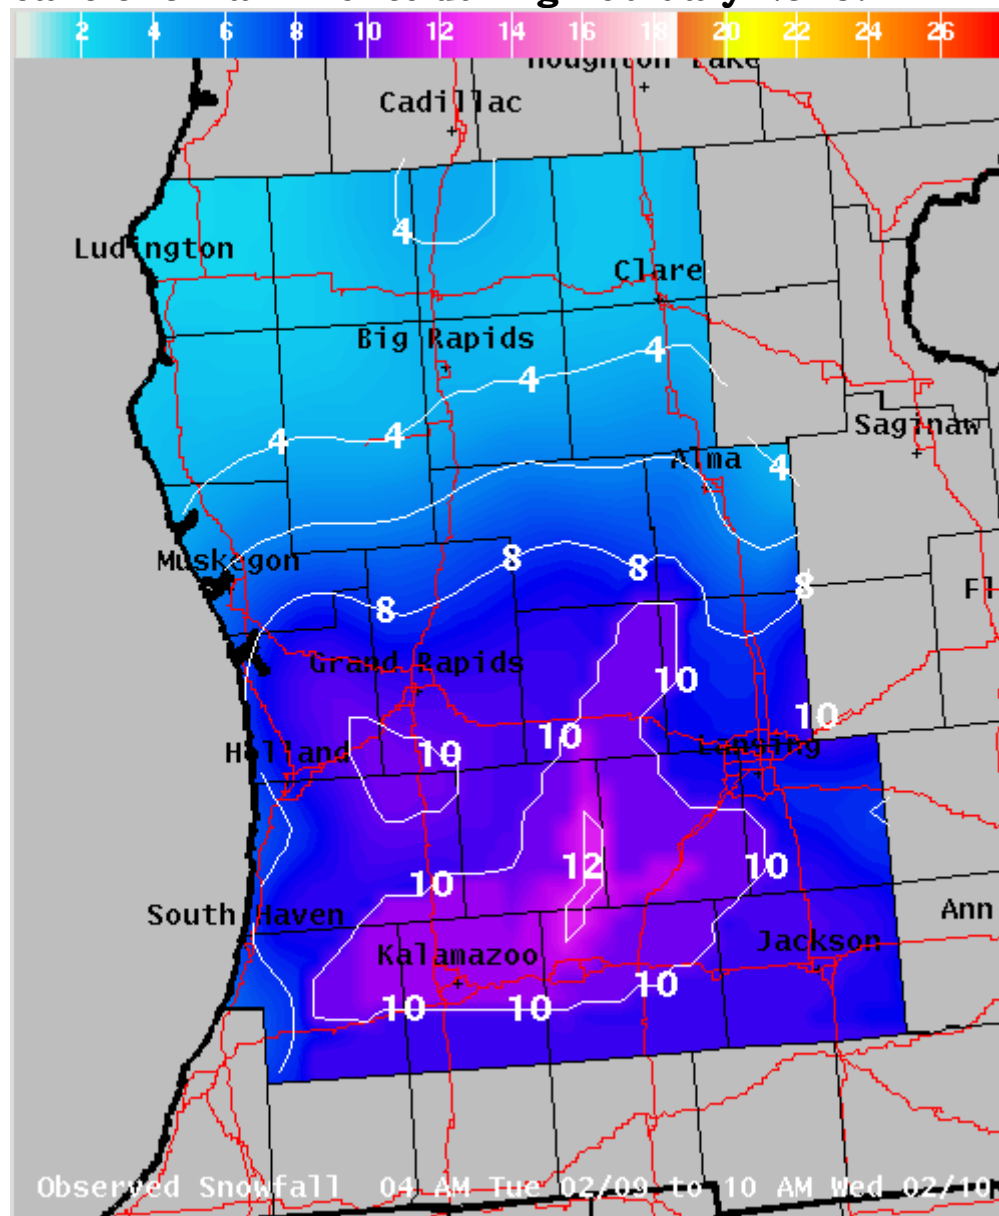 2 4 6 8 10 12 14 16 18 20 22 24 26
Houghton Lake
Cadillac
4
Ludington
Clare
Big Rapids
4
4
4
4
Saginaw
Alma
4
Muskegon
8
8
8
8
Fl
Grand Rapids
10
10
10
Holland
10
Lansing
12
10
10
South Haven
Ann
Kalamazoo
Jackson
10
10
10
Observed Snowfall 04 AM Tue 02/09 to 10 AM Wed 02/10